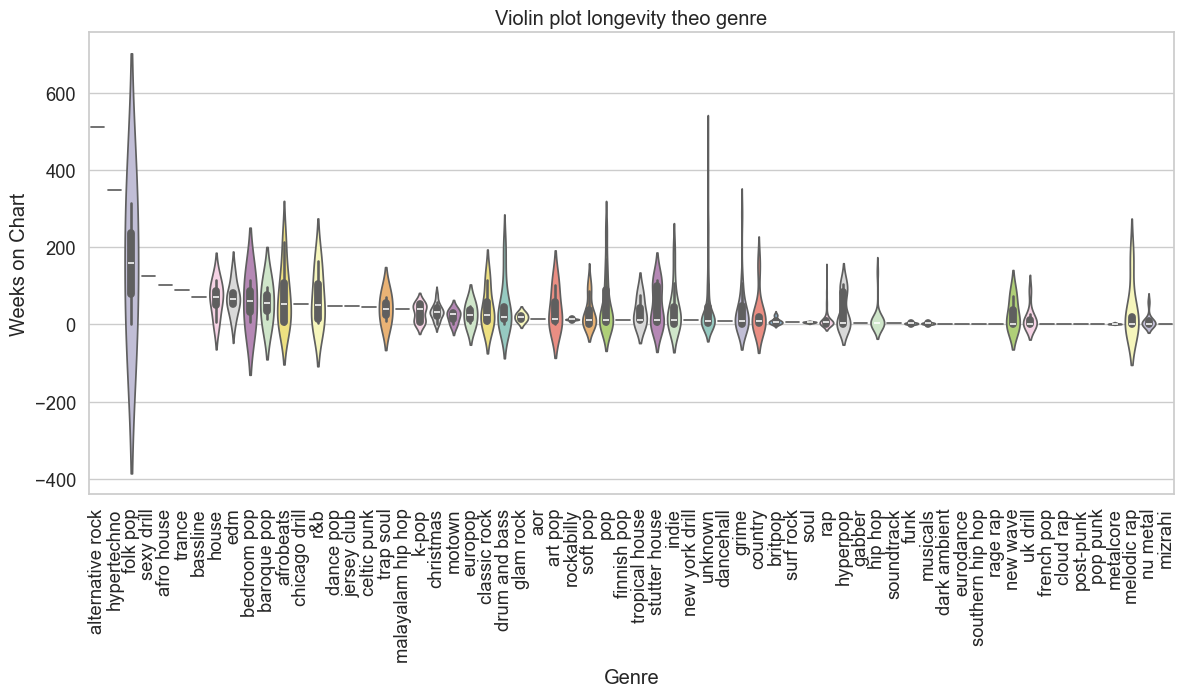 Violin plot longevity theo genre
600
400
200
0
−200
−400
Weeks on Chart
alternative rock
hypertechno
folk pop
sexy drill
afro house
trance
bassline
house
edm
bedroom pop
baroque pop
afrobeats
chicago drill
r&b
dance pop
jersey club
celtic punk
trap soul
malayalam hip hop
k-pop
christmas
motown
europop
classic rock
drum and bass
glam rock
aor
art pop
rockabilly
soft pop
pop
finnish pop
tropical house
stutter house
indie
new york drill
unknown
dancehall
grime
country
britpop
surf rock
soul
rap
hyperpop
gabber
hip hop
soundtrack
funk
musicals
dark ambient
eurodance
southern hip hop
rage rap
new wave
uk drill
french pop
cloud rap
post-punk
pop punk
metalcore
melodic rap
nu metal
mizrahi
Genre